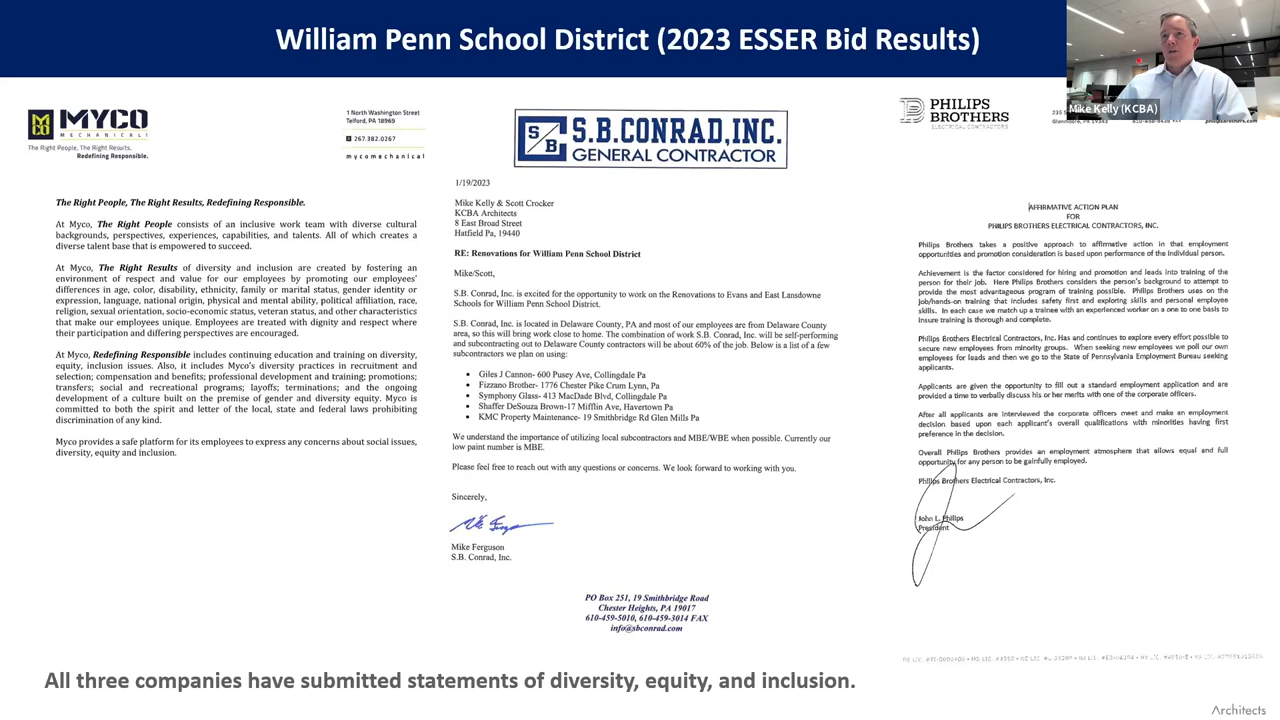 William Penn School District (2023 ESSER Bid Results)
Mike Kelly (KCBA)
MYCO
MECHANICAL
The Right People, The Right Results.
Redefining Responsible.
1 North Washington Street
Telford, PA 18969
267.382.0267
mycomechanical
The Right People, The Right Results, Redefining Responsible.
At Myco, The Right People consists of an inclusive work team with diverse cultural
backgrounds, perspectives, experiences, capabilities, and talents. All of which creates a
diverse talent base that is empowered to succeed.
At Myco, The Right Results of diversity and inclusion are created by fostering an
environment of respect and value for our employees by promoting our employees'
differences in age, color, disability, ethnicity, family or marital status, gender identity or
expression, language, national origin, physical and mental ability, political affiliation, race,
religion, sexual orientation, socio-economic status, veteran status, and other characteristics
that make our employees unique. Employees are treated with dignity and respect where
their participation and differing perspectives are encouraged.
At Myco, Redefining Responsible includes continuing education and training on diversity,
equity, inclusion issues. Also, it includes Myco's diversity practices in recruitment and
selection; compensation and benefits; professional development and training; promotions;
transfers; social and recreational programs; layoffs; terminations; and the ongoing
development of a culture built on the premise of gender and diversity equity. Myco is
committed to both the spirit and letter of the local, state and federal laws prohibiting
discrimination of any kind.
Myco provides a safe platform for its employees to express any concerns about social issues,
diversity, equity and inclusion.
S/B
S.B.CONRAD,INC.
GENERAL CONTRACTOR
1/19/2023
Mike Kelly & Scott Crocker
KCBA Architects
8 East Broad Street
Hatfield Pa, 19440
RE: Renovations for William Penn School District
Mike/Scott,
S.B. Conrad, Inc. is excited for the opportunity to work on the Renovations to Evans and East Lansdowne
Schools for William Penn School District.
S.B. Conrad, Inc. is located in Delaware County, PA and most of our employees are from Delaware County
area, so this will bring work close to home. The combination of work S.B. Conrad, Inc. will be self-performing
and subcontracting out to Delaware County contractors will be about 60% of the job. Below is a list of a few
subcontractors we plan on using:
• Giles J Cannon- 600 Pusey Ave, Collingdale Pa
• Fizzano Brother- 1776 Chester Pike Crum Lynn, Pa
• Symphony Glass- 413 MacDade Blvd, Collingdale Pa
• Shaffer DeSouza Brown-17 Mifflin Ave, Havertown Pa
• KMC Property Maintenance- 19 Smithbridge Rd Glen Mills Pa
We understand the importance of utilizing local subcontractors and MBE/WBE when possible. Currently our
low paint number is MBE.
Please feel free to reach out with any questions or concerns. We look forward to working with you.
Sincerely,
Mike Ferguson
S.B. Conrad, Inc.
PO Box 251, 19 Smithbridge Road
Chester Heights, PA 19017
610-459-5010, 610-459-3014 FAX
info@sbconrad.com
PHILIPS
BROTHERS
ELECTRICAL CONTRACTORS
AFFIRMATIVE ACTION PLAN
FOR
PHILIPS BROTHERS ELECTRICAL CONTRACTORS, INC.
Philips Brothers takes a positive approach to affirmative action in that employment
opportunities and promotion consideration is based upon performance of the individual person.
Achievement is the factor considered for hiring and promotion and leads into training of the
person for their job. Here Philips Brothers considers the person's background to attempt to
provide the most advantageous program of training possible. Philips Brothers uses on the
job/hands-on training that includes safety first and exploring skills and personal employee
skills. In each case we match up a trainee with an experienced worker on a one to one basis to
insure training is thorough and complete.
Philips Brothers Electrical Contractors, Inc. Has and continues to explore every effort possible to
secure new employees from minority groups. When seeking new employees we poll our own
employees for leads and then we go to the State of Pennsylvania Employment Bureau seeking
applicants.
Applicants are given the opportunity to fill out a standard employment application and are
provided a time to verbally discuss his or her merits with one of the corporate officers.
After all applicants are interviewed the corporate officers meet and make an employment
decision based upon each applicant's overall qualifications with minorities having first
preference in the decision.
Overall Philips Brothers provides an employment atmosphere that allows equal and full
opportunity for any person to be gainfully employed.
Philips Brothers Electrical Contractors, Inc.
John L. Philips
President
All three companies have submitted statements of diversity, equity, and inclusion.
Architects